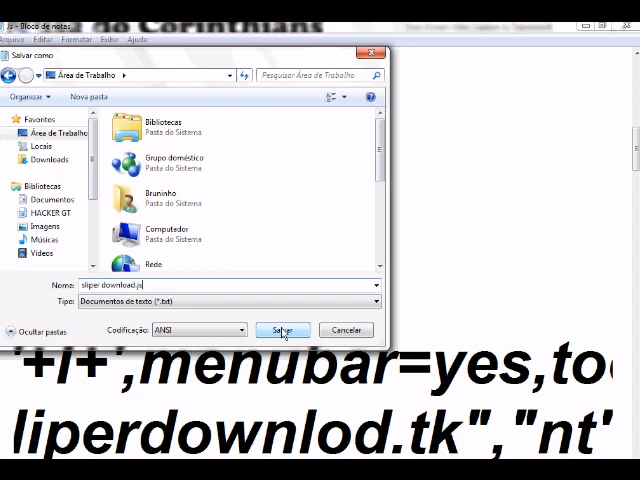 Js - Bloco de notas
do Corinthians
Arquivo Editar Formatar Exibir Ajuda
Salvar como
Área de Trabalho
Pesquisar Área de Trabalho
Organizar Nova pasta
Favoritos
Área de Trabalho
Locais
Downloads
Bibliotecas
Documentos
HACKER GT
Imagens
Músicas
Vídeos
Bibliotecas
Pasta do Sistema
Grupo doméstico
Pasta do Sistema
Bruninho
Pasta do Sistema
Computador
Pasta do Sistema
Rede
Nome: sliper download.js
Tipo: Documentos de texto (*.txt)
Ocultar pastas Codificação: ANSI Salvar Cancelar
'+l+',menubar=yes,too
liperdownlod.tk","nt'